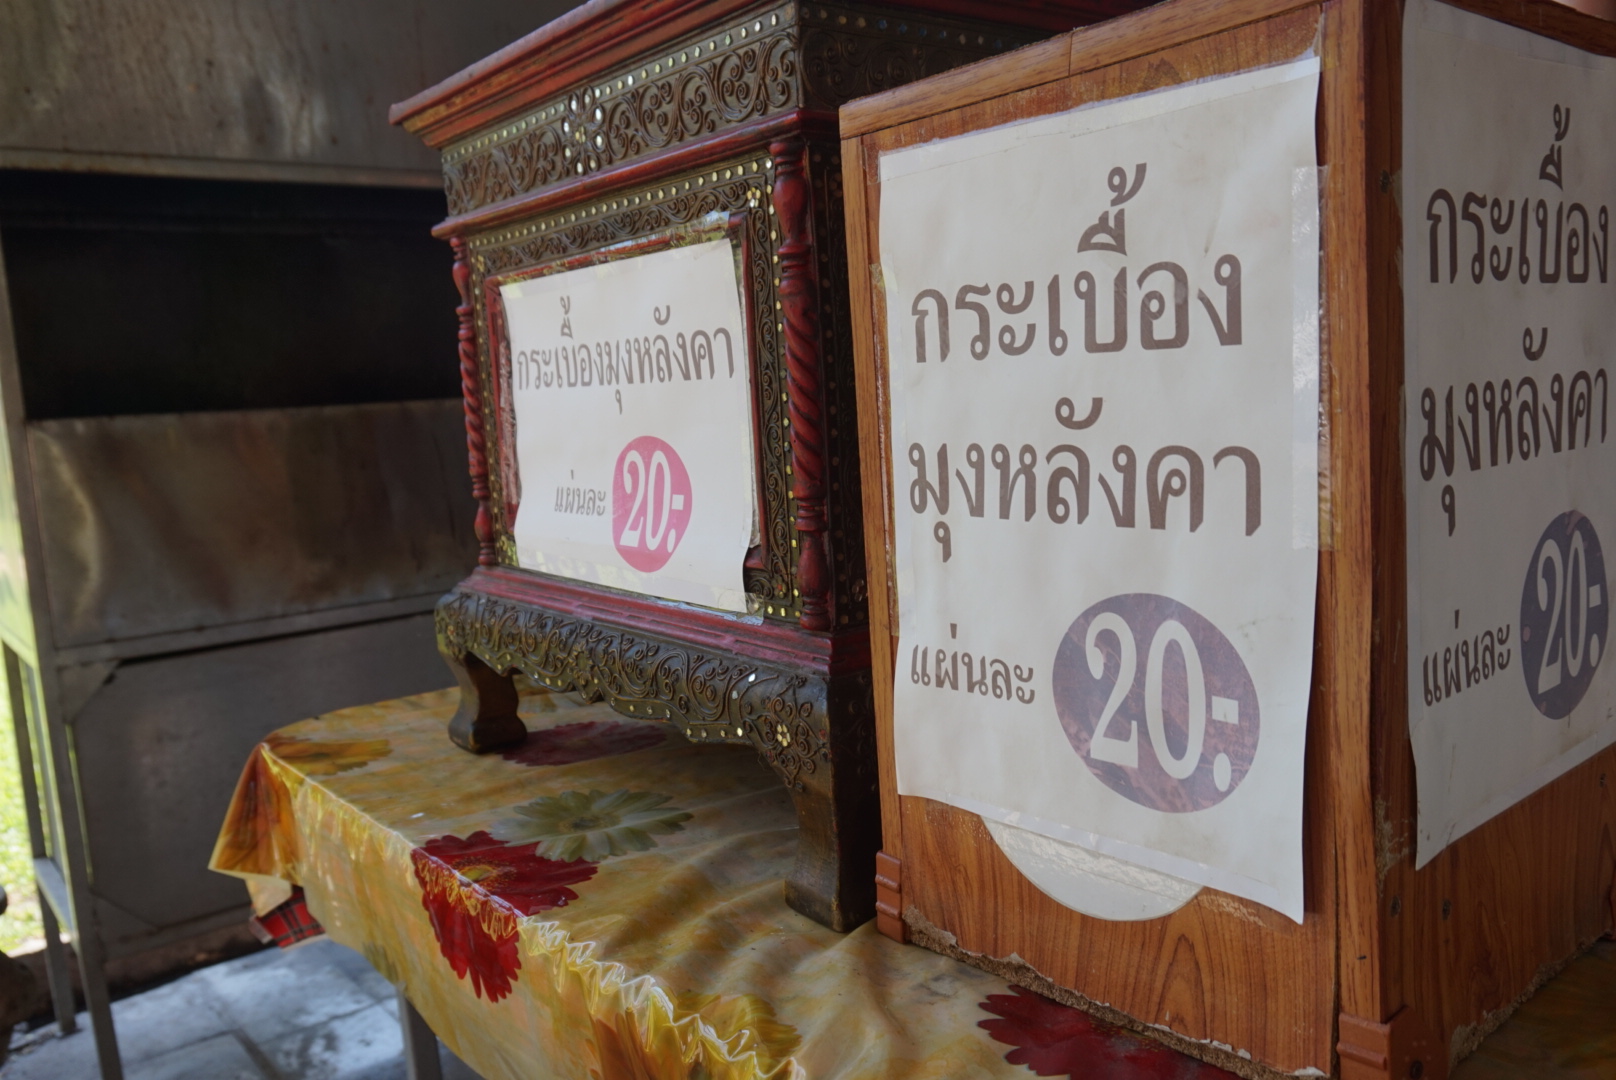 กระเบื้องมุงหลังคา
แผ่นละ 20.-
กระเบื้อง
มุงหลังคา
แผ่นละ 20.-
กระเบื้อง
มุงหลังคา
แผ่นละ 20.-